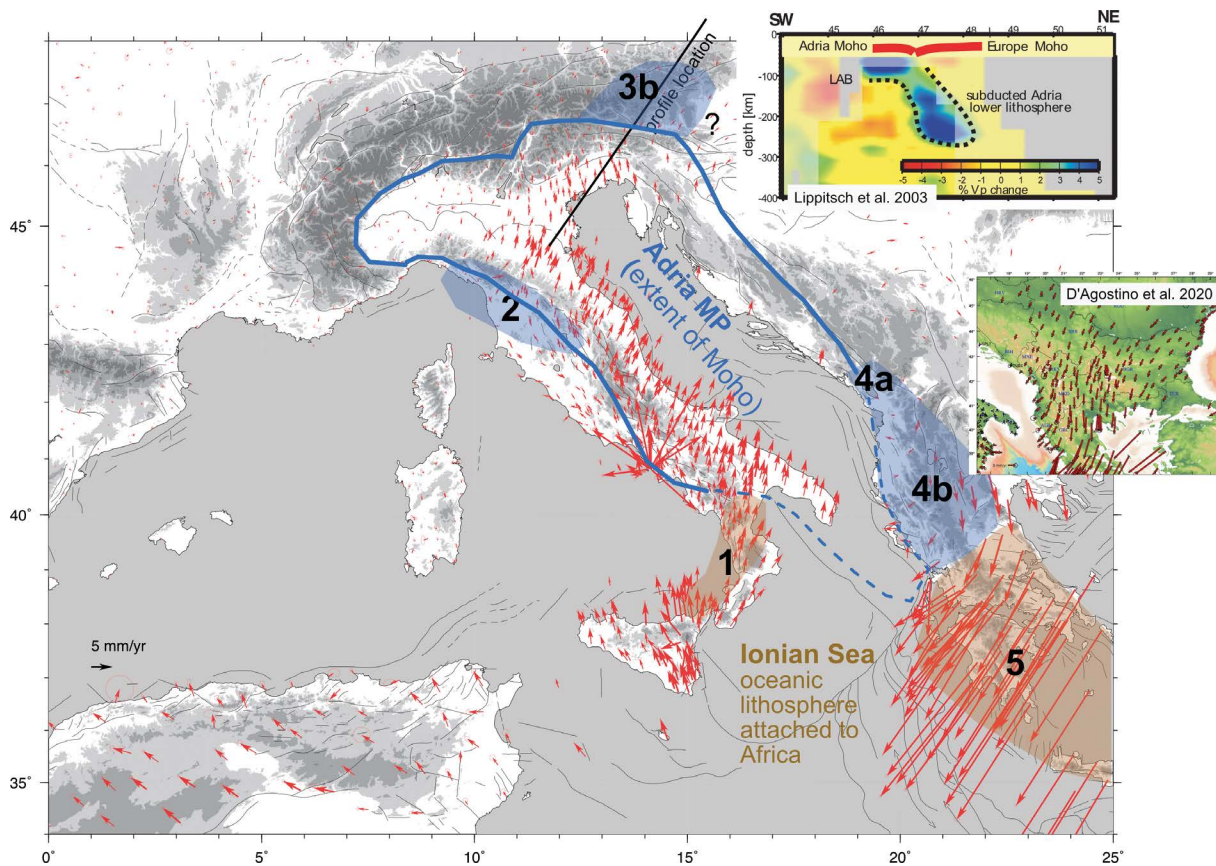 SW
NE
45 46 47 48 49 50 51
Adria Moho
Europe Moho
LAB
subducted Adria
lower lithosphere
depth [km]
0
-100
-200
-300
-400
-5 -4 -3 -2 -1 0 1 2 3 4 5
% Vp change
Lippitsch et al. 2003
3b
profile location
?
45°
Adria MP
(extent of Moho)
2
D'Agostino et al. 2020
4a
4b
40°
1
5 mm/yr
Ionian Sea
oceanic
lithosphere
attached to
Africa
5
35°
0° 5° 10° 15° 20° 25°